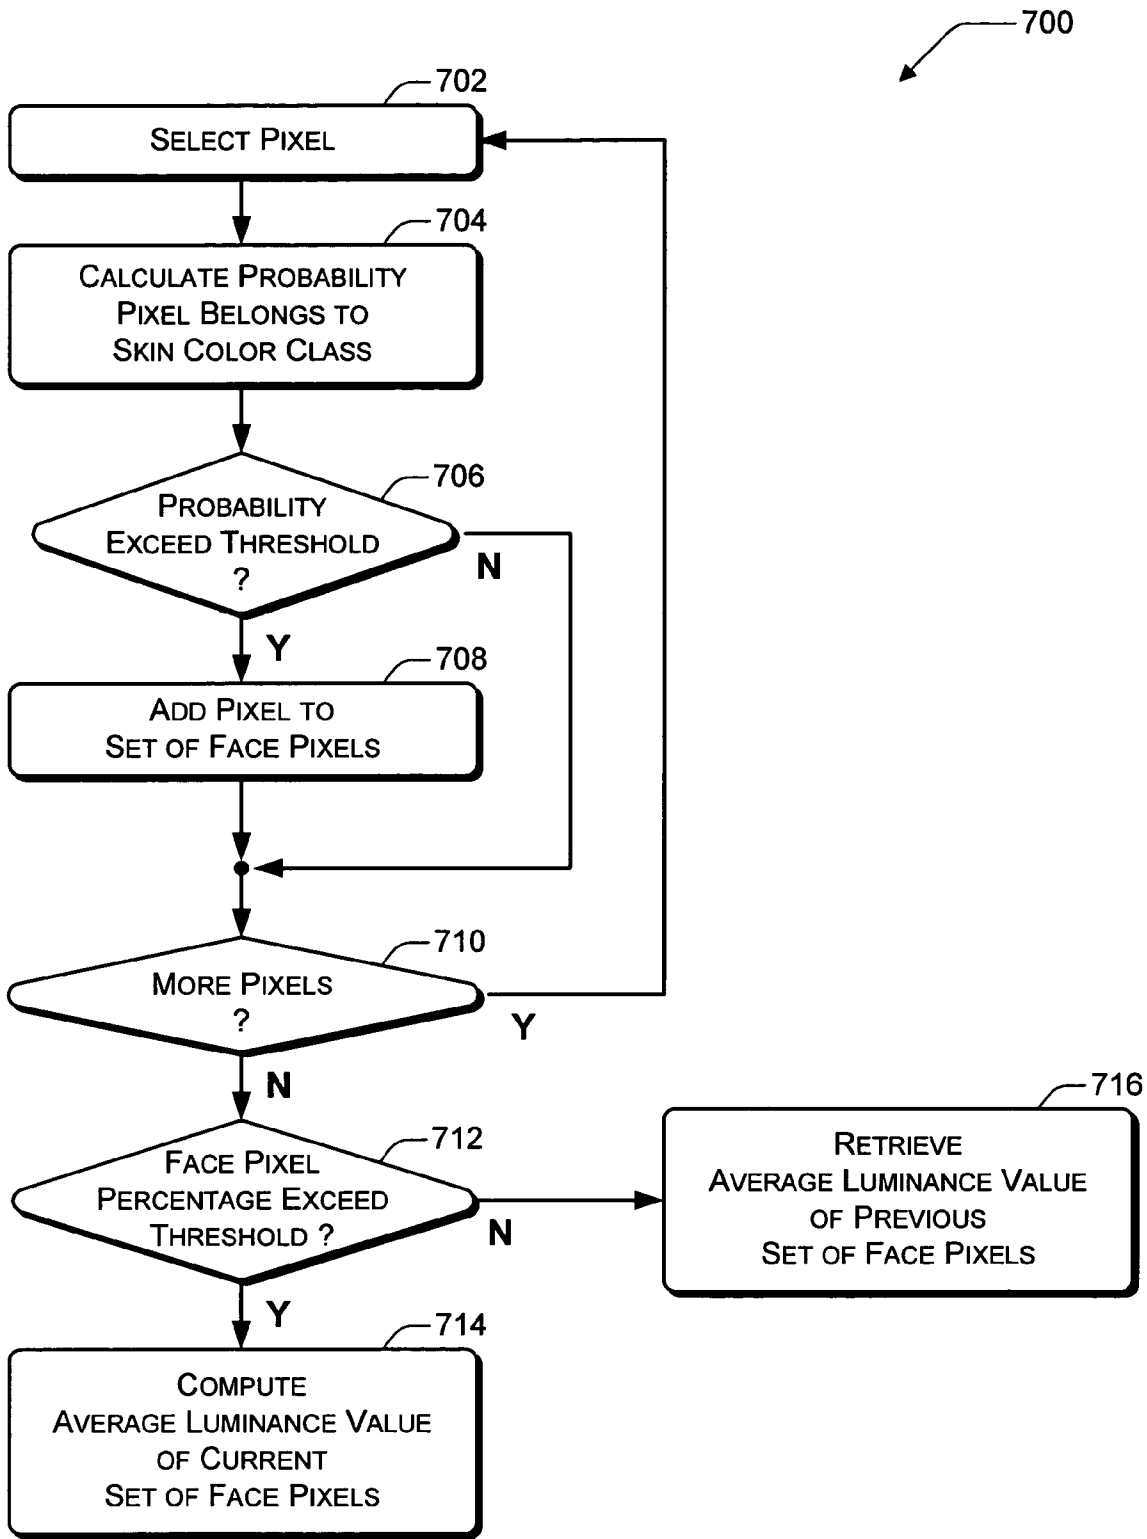 700
702
SELECT PIXEL
704
CALCULATE PROBABILITY
PIXEL BELONGS TO
SKIN COLOR CLASS
706
PROBABILITY
EXCEED THRESHOLD
?
N
Y
708
ADD PIXEL TO
SET OF FACE PIXELS
710
MORE PIXELS
?
Y
N
712
FACE PIXEL
PERCENTAGE EXCEED
THRESHOLD ?
N
Y
716
RETRIEVE
AVERAGE LUMINANCE VALUE
OF PREVIOUS
SET OF FACE PIXELS
714
COMPUTE
AVERAGE LUMINANCE VALUE
OF CURRENT
SET OF FACE PIXELS